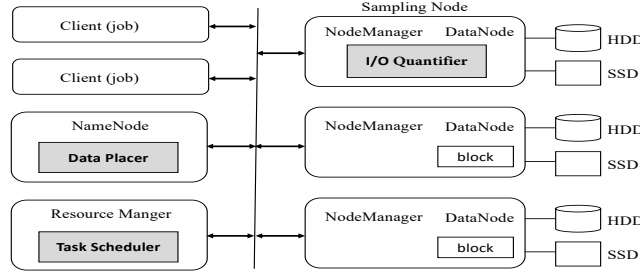 Sampling Node
Client (job)
NodeManager DataNode
HDD
I/O Quantifier
SSD
Client (job)
NameNode
Data Placer
NodeManager DataNode
HDD
block
SSD
Resource Manger
Task Scheduler
NodeManager DataNode
HDD
block
SSD